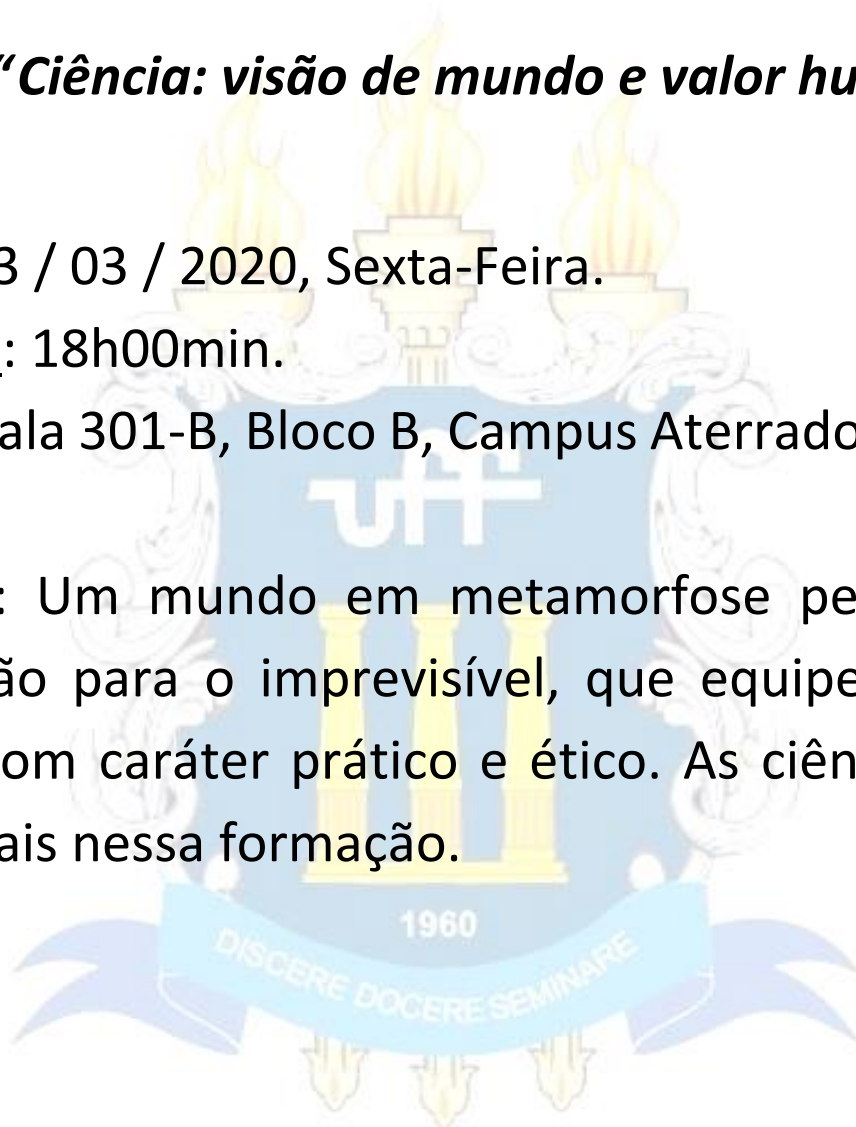 “Ciência: visão de mundo e valor hu
3 / 03 / 2020, Sexta-Feira.
: 18h00min.
ala 301-B, Bloco B, Campus Aterrado
uff
: Um mundo em metamorfose pe
ão para o imprevisível, que equipe
om caráter prático e ético. As ciên
ais nessa formação.
1960
DISCERE DOCERE SEMINARE